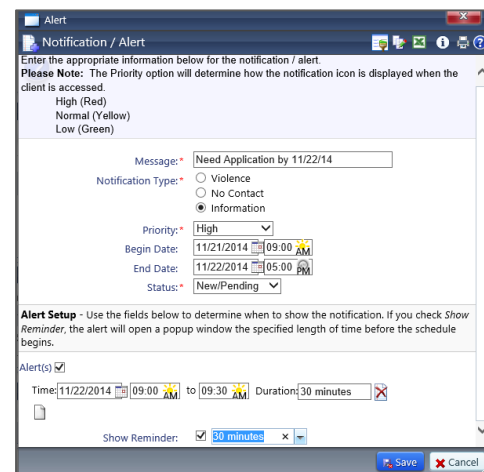 Alert
Notification / Alert
Enter the appropriate information below for the notification / alert.
Please Note: The Priority option will determine how the notification icon is displayed when the
client is accessed.
High (Red)
Normal (Yellow)
Low (Green)
Message:* Need Application by 11/22/14
Notification Type:* Violence
No Contact
Information
Priority:* High
Begin Date: 11/21/2014 09:00 AM
End Date: 11/22/2014 05:00 PM
Status:* New/Pending
Alert Setup - Use the fields below to determine when to show the notification. If you check Show
Reminder, the alert will open a popup window the specified length of time before the schedule
begins.
Alert(s)
Time: 11/22/2014 09:00 AM to 09:30 AM Duration: 30 minutes
Show Reminder: 30 minutes
Save Cancel